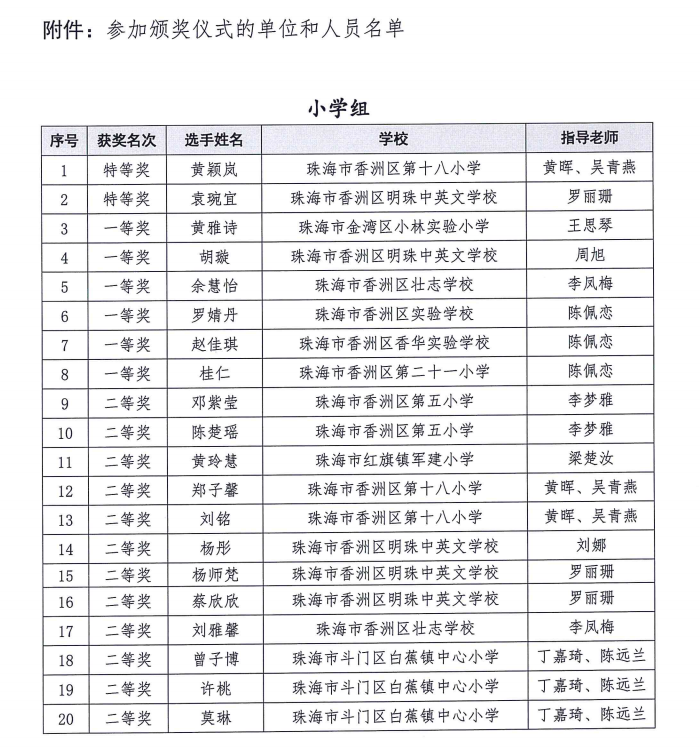 附件：参加颁奖仪式的单位和人员名单
小学组
序号 获奖名次 选手姓名 学校 指导老师
1 特等奖 黄颖岚 珠海市香洲区第十八小学 黄晖、吴青燕
2 特等奖 袁琬宜 珠海市香洲区明珠中英文学校 罗丽珊
3 一等奖 黄雅诗 珠海市金湾区小林实验小学 王思琴
4 一等奖 胡璇 珠海市香洲区明珠中英文学校 周旭
5 一等奖 余慧怡 珠海市香洲区壮志学校 李凤梅
6 一等奖 罗婧丹 珠海市香洲区实验学校 陈佩恋
7 一等奖 赵佳琪 珠海市香洲区香华实验学校 陈佩恋
8 一等奖 桂仁 珠海市香洲区第二十一小学 陈佩恋
9 二等奖 邓紫莹 珠海市香洲区第五小学 李梦雅
10 二等奖 陈楚瑶 珠海市香洲区第五小学 李梦雅
11 二等奖 黄玲慧 珠海市红旗镇军建小学 梁楚汝
12 二等奖 郑子馨 珠海市香洲区第十八小学 黄晖、吴青燕
13 二等奖 刘铭 珠海市香洲区第十八小学 黄晖、吴青燕
14 二等奖 杨彤 珠海市香洲区明珠中英文学校 刘娜
15 二等奖 杨师梵 珠海市香洲区明珠中英文学校 罗丽珊
16 二等奖 蔡欣欣 珠海市香洲区明珠中英文学校 罗丽珊
17 二等奖 刘雅馨 珠海市香洲区壮志学校 李凤梅
18 二等奖 曾子博 珠海市斗门区白蕉镇中心小学 丁嘉琦、陈远兰
19 二等奖 许桃 珠海市斗门区白蕉镇中心小学 丁嘉琦、陈远兰
20 二等奖 莫琳 珠海市斗门区白蕉镇中心小学 丁嘉琦、陈远兰